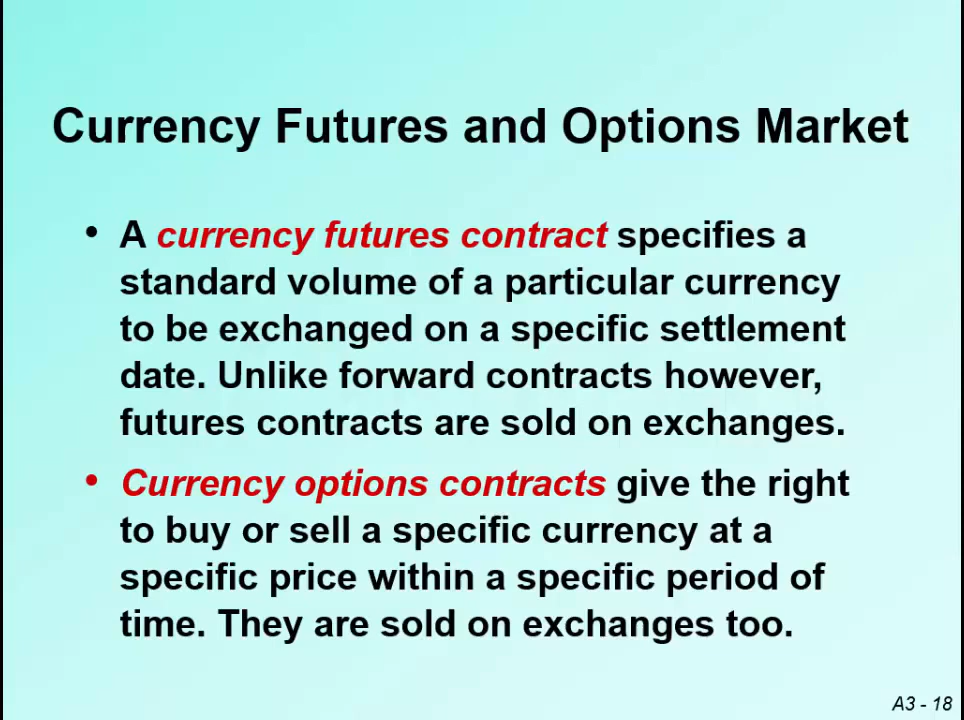 Currency Futures and Options Market
• A currency futures contract specifies a
standard volume of a particular currency
to be exchanged on a specific settlement
date. Unlike forward contracts however,
futures contracts are sold on exchanges.
• Currency options contracts give the right
to buy or sell a specific currency at a
specific price within a specific period of
time. They are sold on exchanges too.
A3 - 18